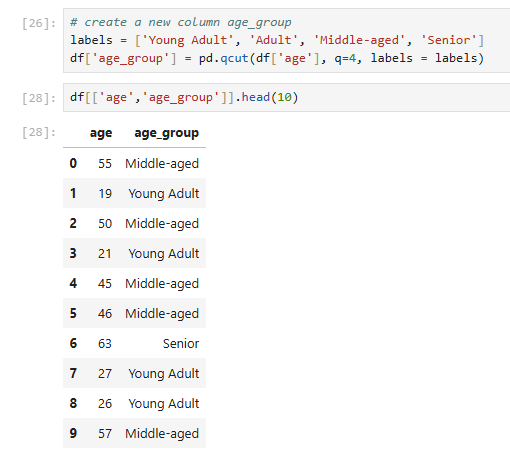 [26]: # create a new column age_group
labels = ['Young Adult', 'Adult', 'Middle-aged', 'Senior']
df['age_group'] = pd.qcut(df['age'], q=4, labels = labels)
[28]: df[['age','age_group']].head(10)
[28]:
age age_group
0 55 Middle-aged
1 19 Young Adult
2 50 Middle-aged
3 21 Young Adult
4 45 Middle-aged
5 46 Middle-aged
6 63 Senior
7 27 Young Adult
8 26 Young Adult
9 57 Middle-aged